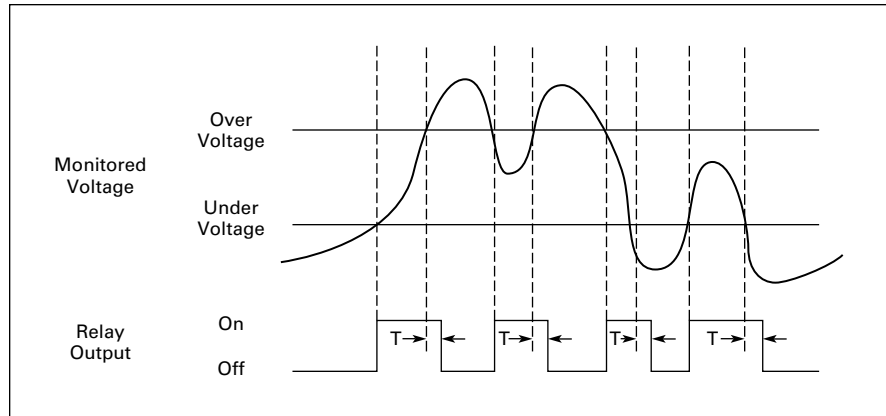 Over
Voltage
Monitored
Voltage
Under
Voltage
On
Relay
Output
T
T
T
T
Off